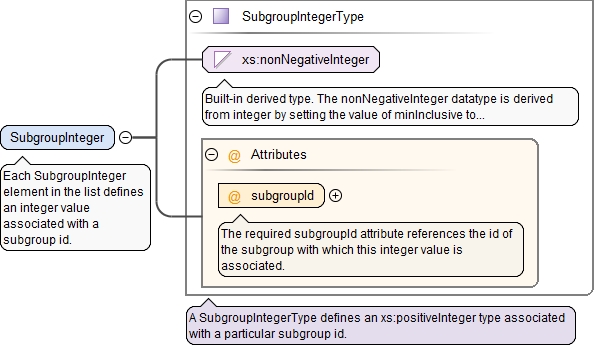 SubgroupIntegerType
xs:nonNegativeInteger
Built-in derived type. The nonNegativeInteger datatype is derived
from integer by setting the value of minInclusive to...
SubgroupInteger
Each SubgroupInteger
element in the list defines
an integer value
associated with a
subgroup id.
@ Attributes
@ subgroupId
The required subgroupId attribute references the id of
the subgroup with which this integer value is
associated.
A SubgroupIntegerType defines an xs:positiveInteger type associated
with a particular subgroup id.